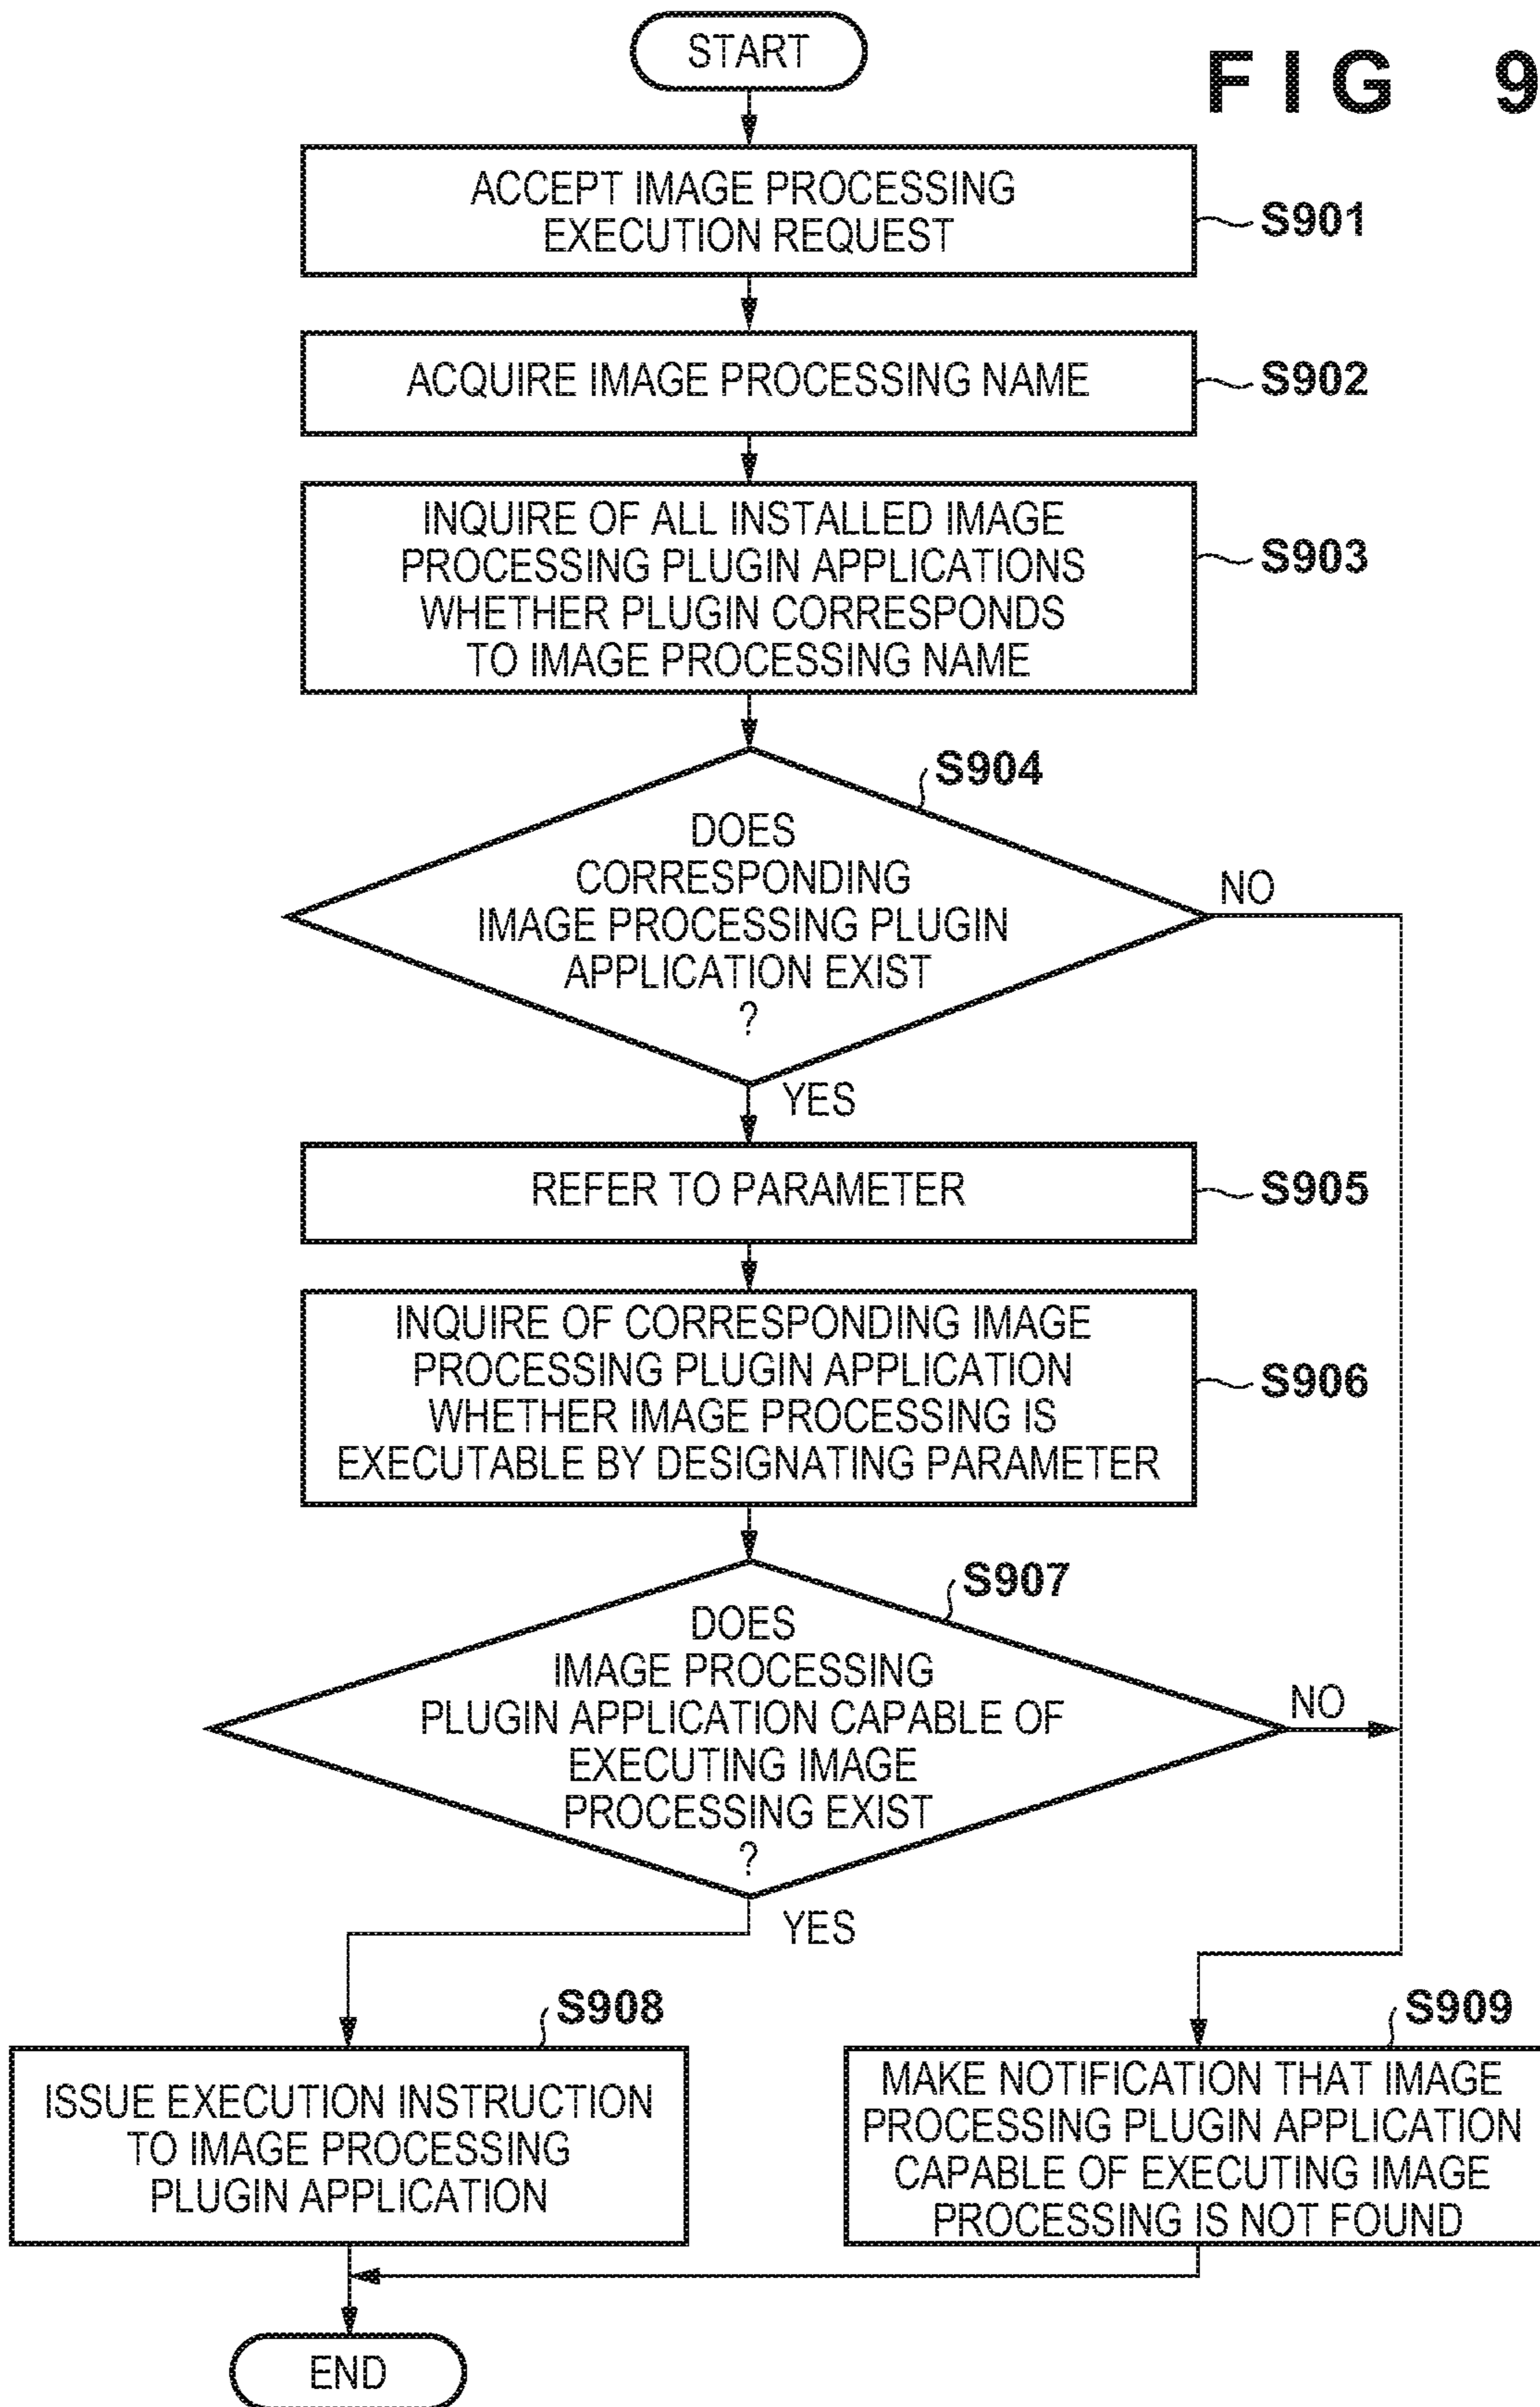 START
FIG 9
ACCEPT IMAGE PROCESSING
EXECUTION REQUEST
S901
ACQUIRE IMAGE PROCESSING NAME
S902
INQUIRE OF ALL INSTALLED IMAGE
PROCESSING PLUGIN APPLICATIONS
WHETHER PLUGIN CORRESPONDS
TO IMAGE PROCESSING NAME
S903
S904
DOES
CORRESPONDING
IMAGE PROCESSING PLUGIN
APPLICATION EXIST
?
NO
YES
REFER TO PARAMETER
S905
INQUIRE OF CORRESPONDING IMAGE
PROCESSING PLUGIN APPLICATION
WHETHER IMAGE PROCESSING IS
EXECUTABLE BY DESIGNATING PARAMETER
S906
S907
DOES
IMAGE PROCESSING
PLUGIN APPLICATION CAPABLE OF
EXECUTING IMAGE
PROCESSING EXIST
?
NO
YES
S908
ISSUE EXECUTION INSTRUCTION
TO IMAGE PROCESSING
PLUGIN APPLICATION
S909
MAKE NOTIFICATION THAT IMAGE
PROCESSING PLUGIN APPLICATION
CAPABLE OF EXECUTING IMAGE
PROCESSING IS NOT FOUND
END